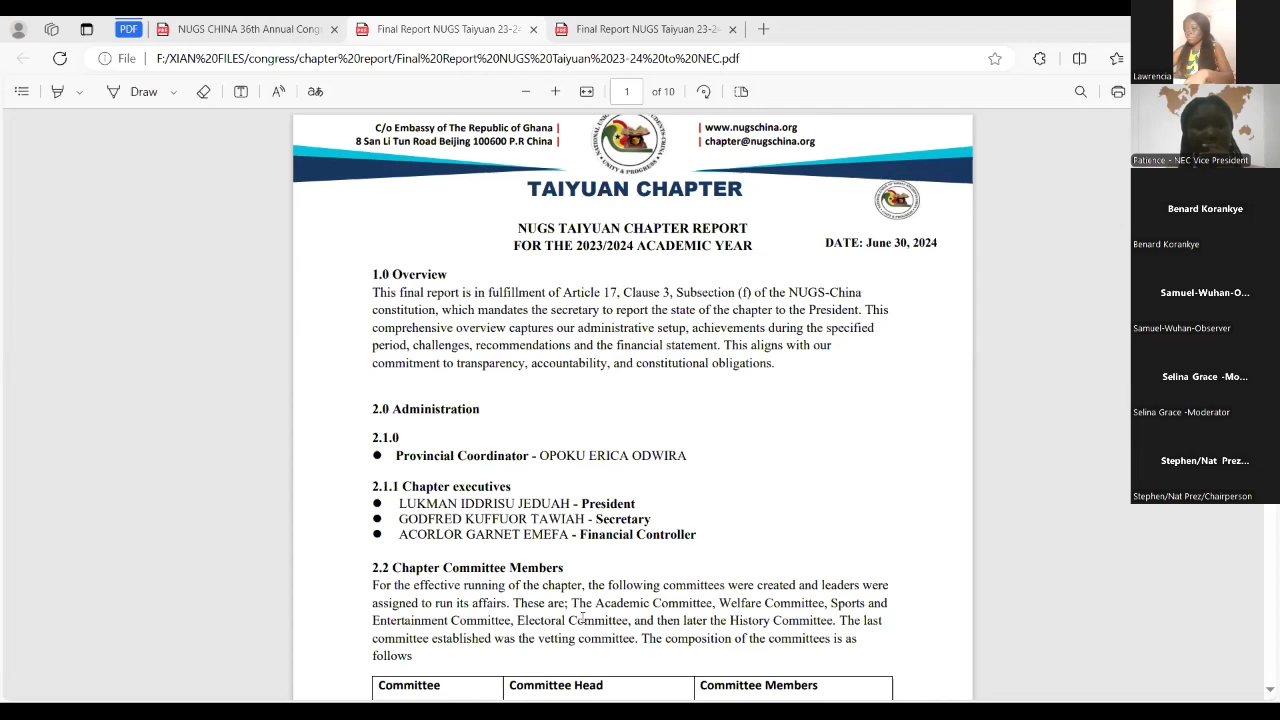 PDF
NUGS CHINA 36th Annual Cong
Final Report NUGS Taiyuan 23-2
Final Report NUGS Taiyuan 23-24
File
F:/XIAN%20FILES/congress/chapter%20report/Final%20Report%20NUGS%20Taiyuan%2023-24%20to%20NEC.pdf
Draw
1 of 10
C/o Embassy of The Republic of Ghana |
8 San Li Tun Road Beijing 100600 P.R China |
| www.nugschina.org
| chapter@nugschina.org
TAIYUAN CHAPTER
NUGS TAIYUAN CHAPTER REPORT
FOR THE 2023/2024 ACADEMIC YEAR
DATE: June 30, 2024
1.0 Overview
This final report is in fulfillment of Article 17, Clause 3, Subsection (f) of the NUGS-China
constitution, which mandates the secretary to report the state of the chapter to the President. This
comprehensive overview captures our administrative setup, achievements during the specified
period, challenges, recommendations and the financial statement. This aligns with our
commitment to transparency, accountability, and constitutional obligations.
2.0 Administration
2.1.0
● Provincial Coordinator - OPOKU ERICA ODWIRA
2.1.1 Chapter executives
● LUKMAN IDDRISU JEDUAH - President
● GODFRED KUFFUOR TAWIAH - Secretary
● ACORLOR GARNET EMEFA - Financial Controller
2.2 Chapter Committee Members
For the effective running of the chapter, the following committees were created and leaders were
assigned to run its affairs. These are; The Academic Committee, Welfare Committee, Sports and
Entertainment Committee, Electoral Committee, and then later the History Committee. The last
committee established was the vetting committee. The composition of the committees is as
follows
Committee Committee Head Committee Members
Lawrencia
Patience - NEC Vice President
Benard Korankye
Benard Korankye
Samuel-Wuhan-O...
Samuel-Wuhan-Observer
Selina Grace -Mo...
Selina Grace -Moderator
Stephen/Nat Prez...
Stephen/Nat Prez/Chairperson